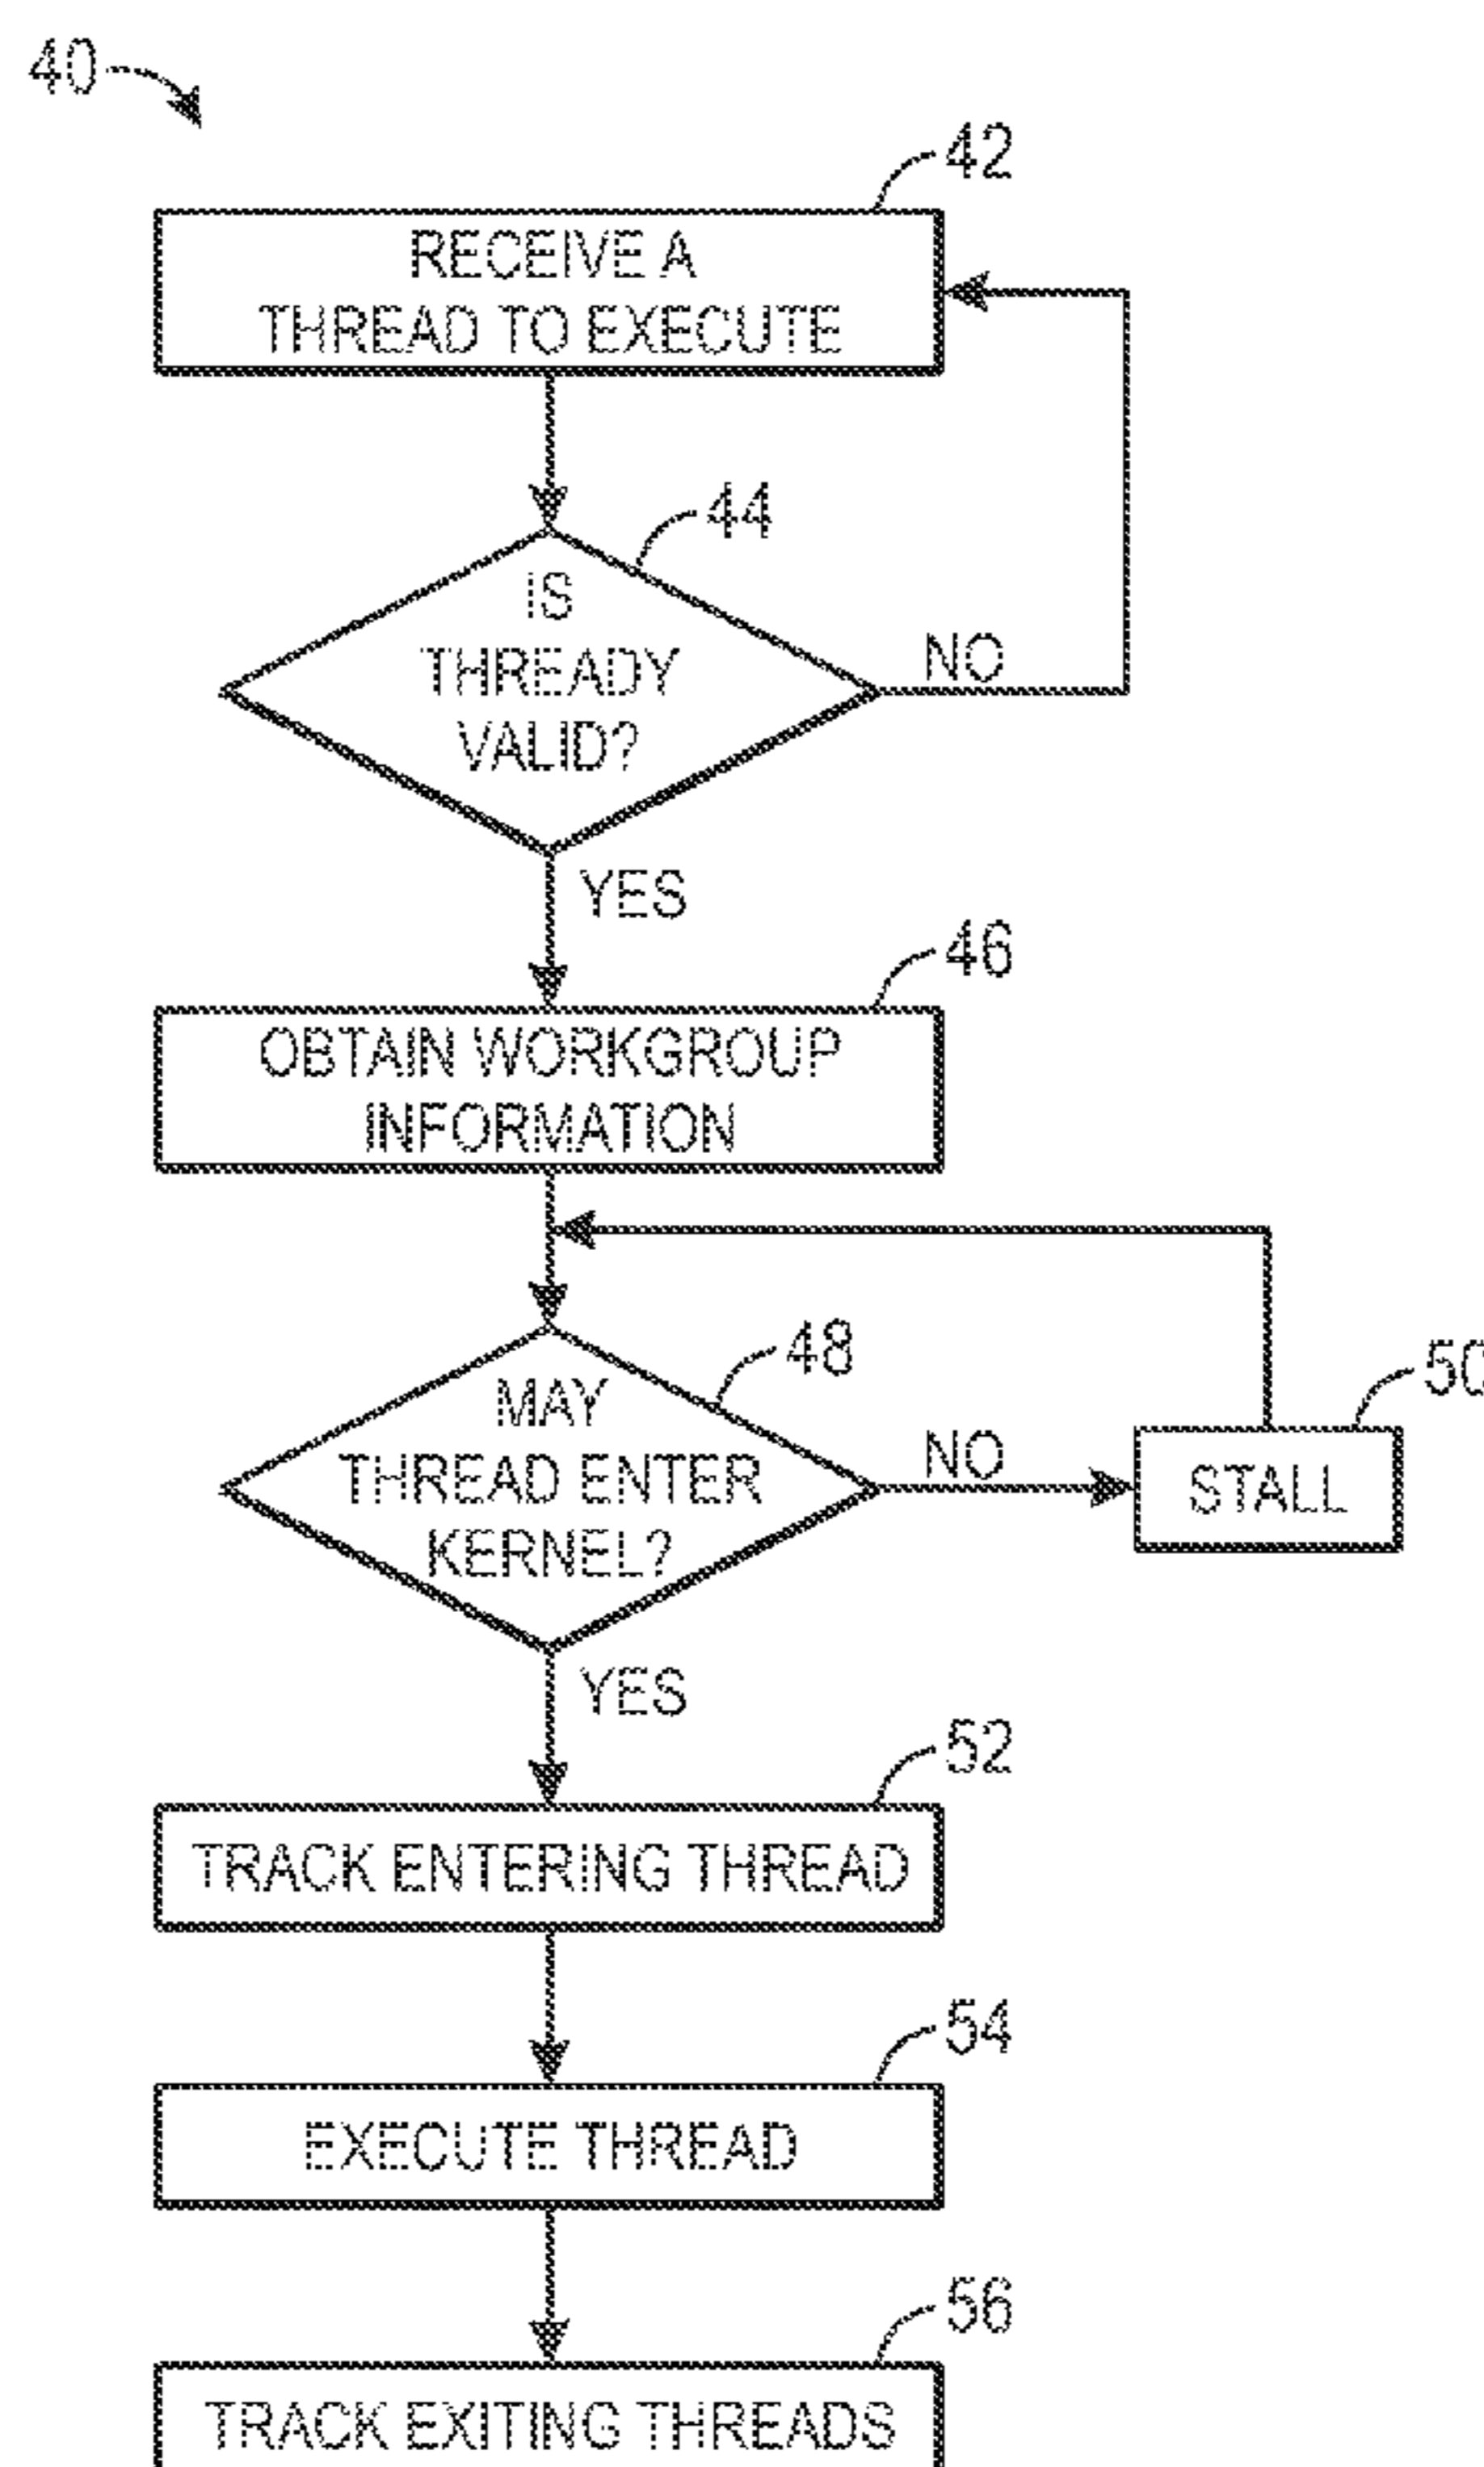 40
42
RECEIVE A
THREAD TO EXECUTE
44
IS
THREADY
VALID?
NO
YES
46
OBTAIN WORKGROUP
INFORMATION
48
MAY
THREAD ENTER
KERNEL?
NO
50
STALL
YES
52
TRACK ENTERING THREAD
54
EXECUTE THREAD
56
TRACK EXITING THREADS